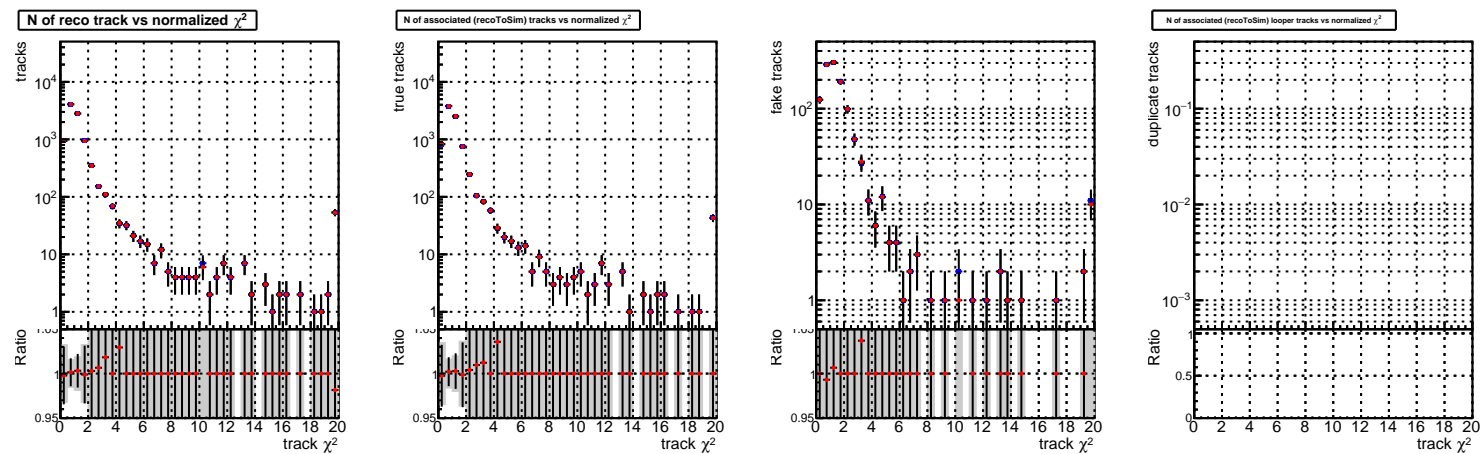 N of reco track vs normalized χ²
tracks
10⁴
10³
10²
10
1
Ratio
1.05
1
0.95
0 2 4 6 8 10 12 14 16 18 20
track χ²
N of associated (recoToSim) tracks vs normalized χ²
true tracks
10⁴
10³
10²
10
1
Ratio
1.05
1
0.95
0 2 4 6 8 10 12 14 16 18 20
track χ²
fake tracks
10²
10
1
Ratio
1.05
1
0.95
0 2 4 6 8 10 12 14 16 18 20
track χ²
N of associated (recoToSim) looper tracks vs normalized χ²
duplicate tracks
10⁻¹
10⁻²
10⁻³
Ratio
1
0.5
0
0 2 4 6 8 10 12 14 16 18 20
track χ²